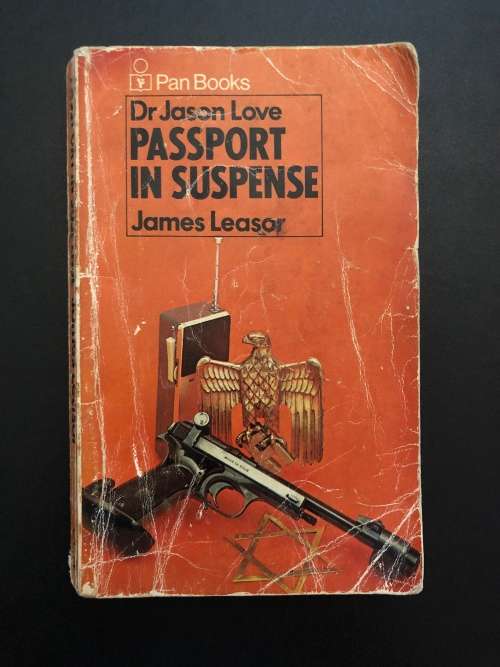 Pan Books
Dr Jason Love
PASSPORT
IN SUSPENSE
James Leasor